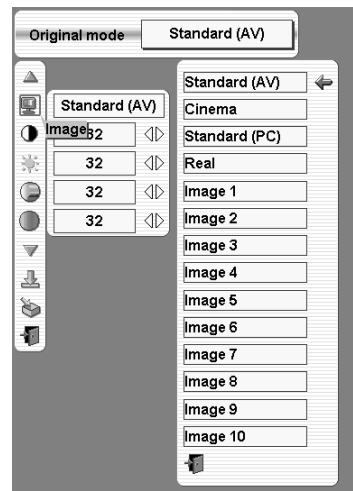 Original mode Standard (AV)
Standard (AV)
Image
32
32
32
32
Standard (AV)
Cinema
Standard (PC)
Real
Image 1
Image 2
Image 3
Image 4
Image 5
Image 6
Image 7
Image 8
Image 9
Image 10